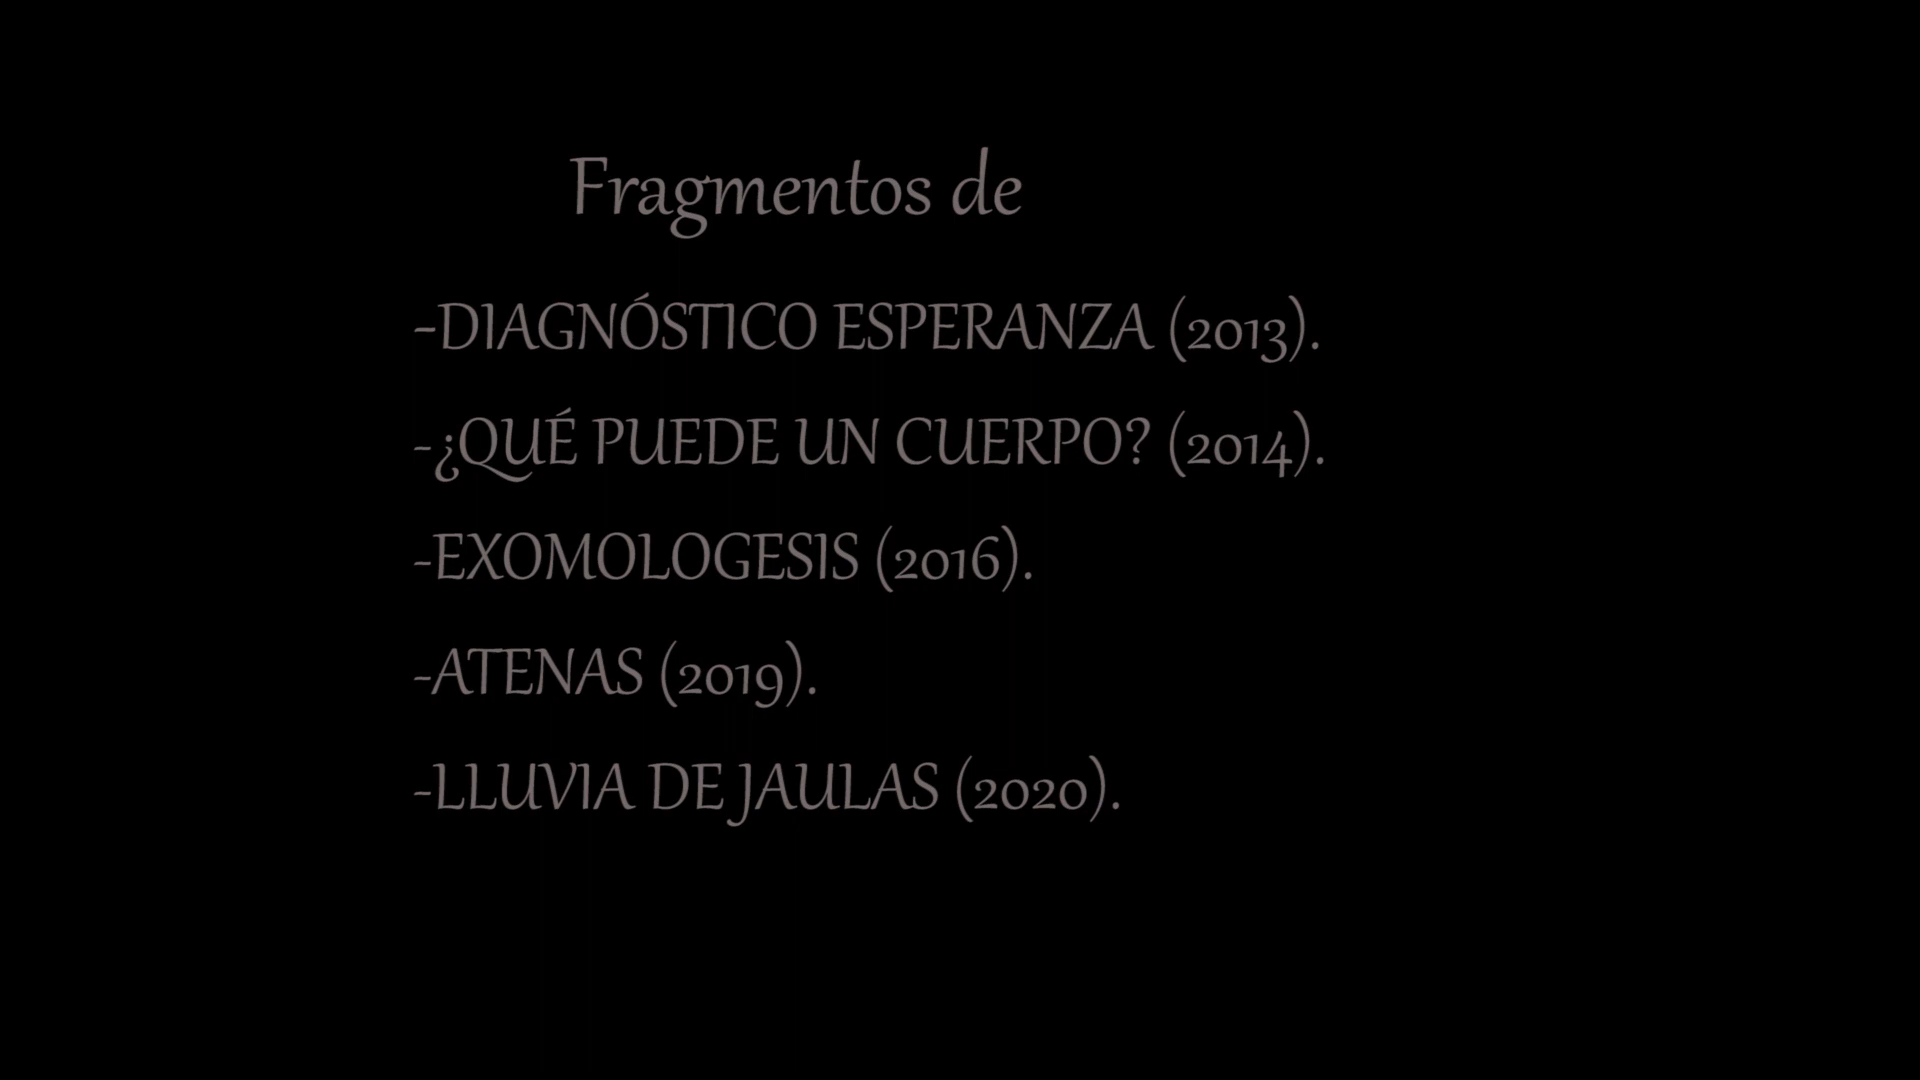 Fragmentos de
-DIAGNÓSTICO ESPERANZA (2013).
-¿QUÉ PUEDE UN CUERPO? (2014).
-EXOMOLOGESIS (2016).
-ATENAS (2019).
-LLUVIA DE JAULAS (2020).